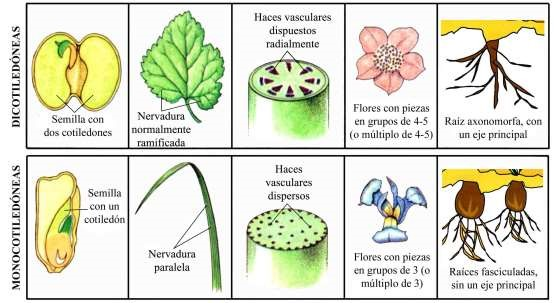 DICOTILEDÓNEAS
Semilla con
dos cotiledones
Nervadura
normalmente
ramificada
Haces vasculares
dispuestos
radialmente
Flores con piezas
en grupos de 4-5
(o múltiplo de 4-5)
Raíz axonomorfa, con
un eje principal
MONOCOTILEDÓNEAS
Semilla
con un
cotiledón
Nervadura
paralela
Haces
vasculares
dispersos
Flores con piezas
en grupos de 3 (o
múltiplo de 3)
Raíces fasciculadas,
sin un eje principal